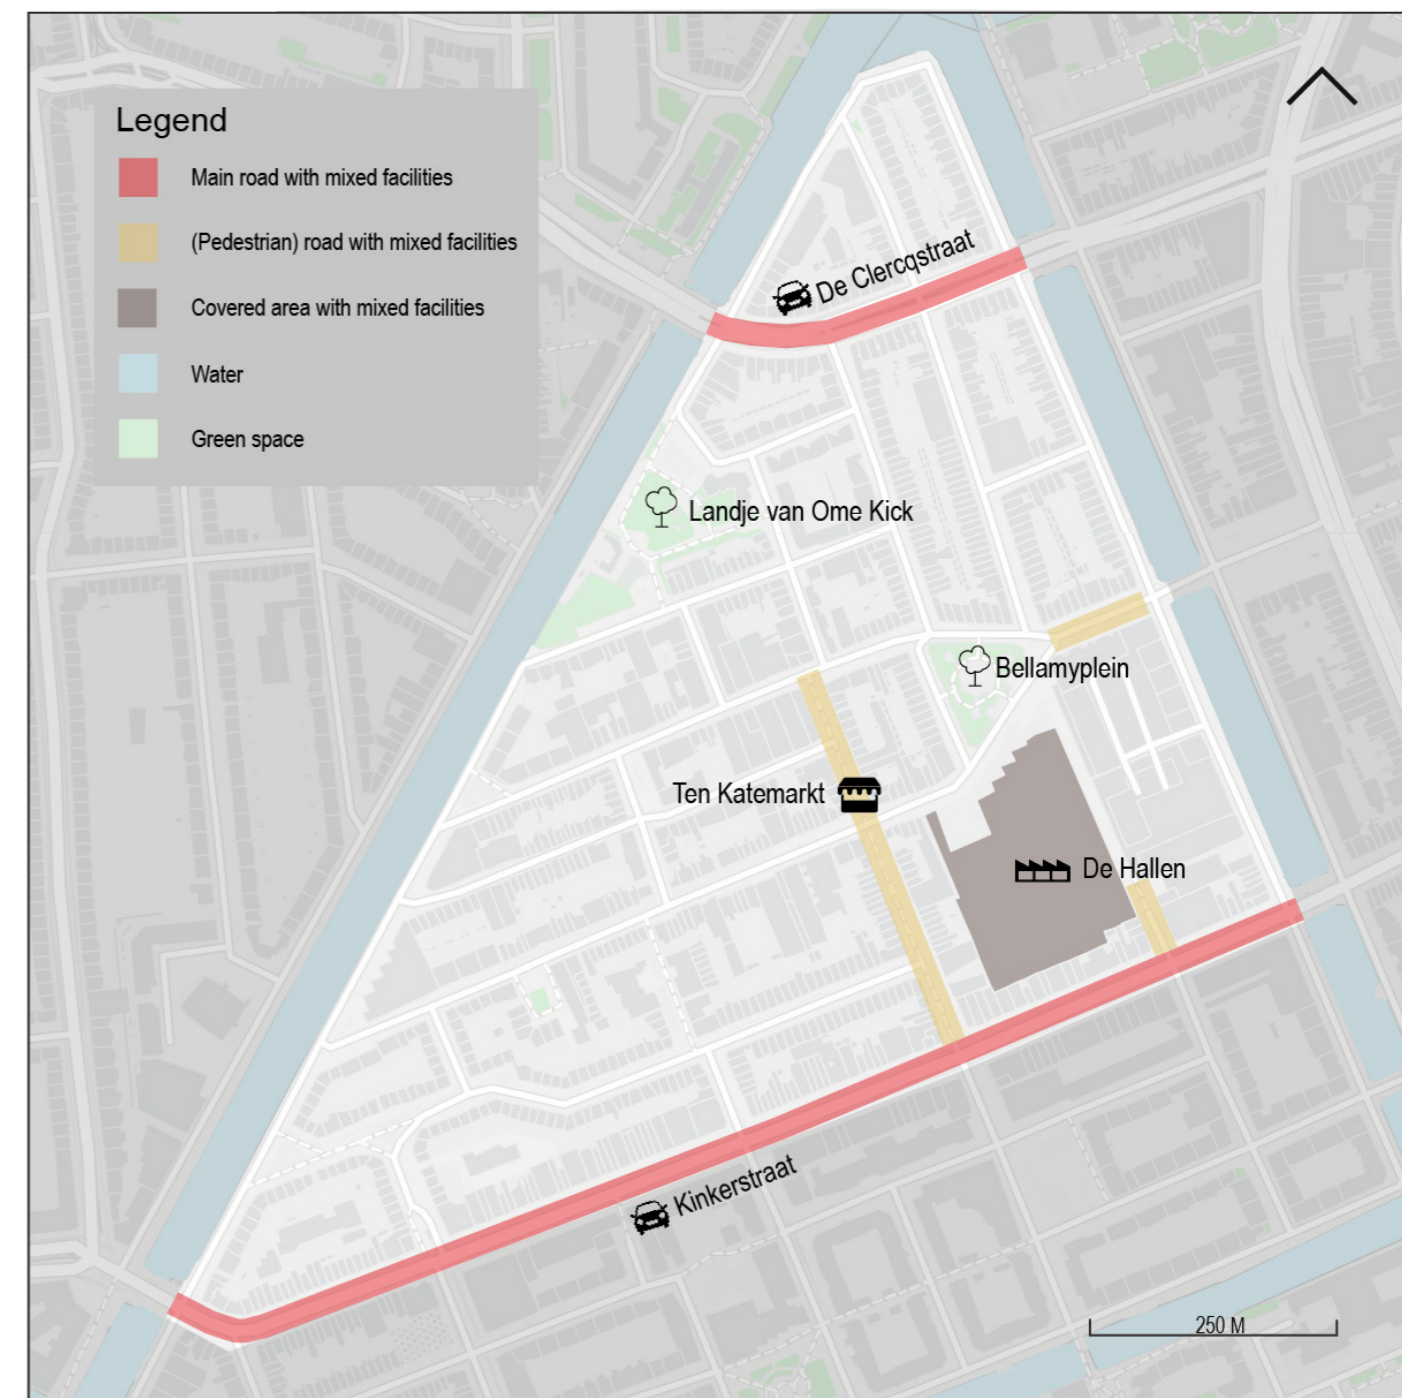 Legend
Main road with mixed facilities
(Pedestrian) road with mixed facilities
Covered area with mixed facilities
Water
Green space
De Clercqstraat
Landje van Ome Kick
Bellamyplein
Ten Katemarkt
De Hallen
Kinkerstraat
250 M